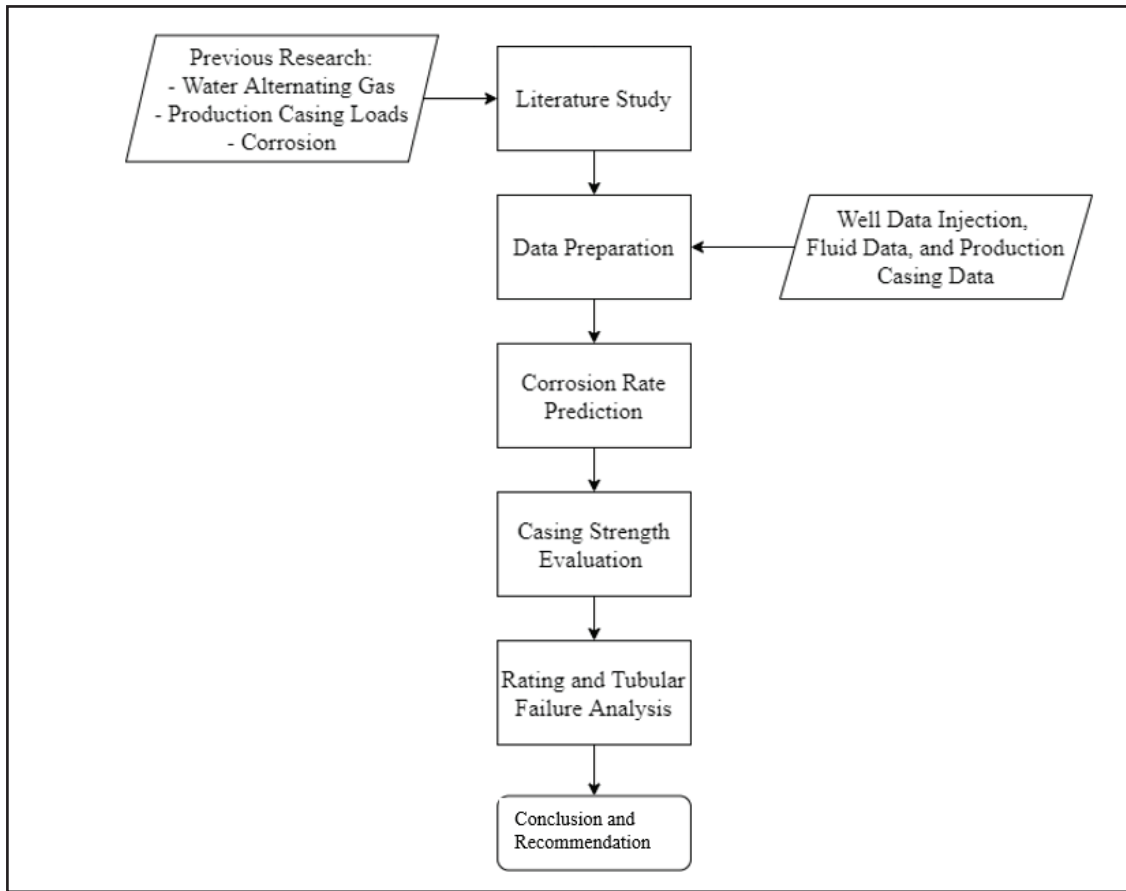 Previous Research:
- Water Alternating Gas
- Production Casing Loads
- Corrosion
Literature Study
Data Preparation
Well Data Injection,
Fluid Data, and Production
Casing Data
Corrosion Rate
Prediction
Casing Strength
Evaluation
Rating and Tubular
Failure Analysis
Conclusion and
Recommendation